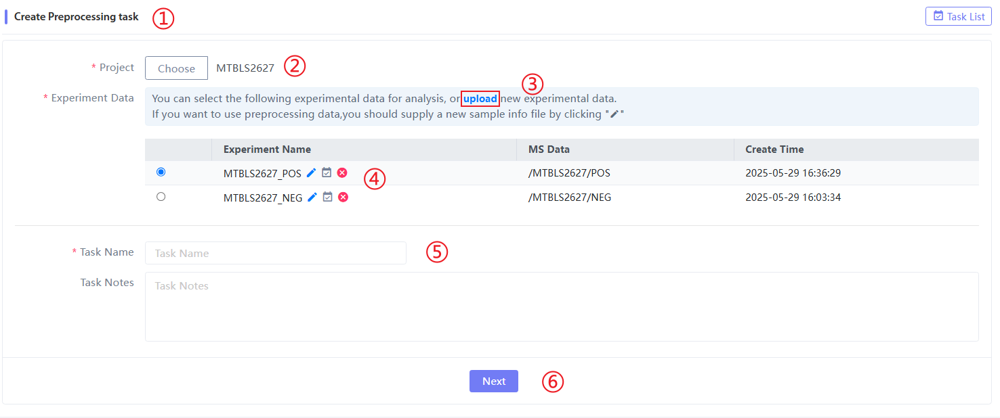 Create Preprocessing task ① Task List
* Project Choose MTBLS2627 ②
③
* Experiment Data You can select the following experimental data for analysis, or upload new experimental data.
If you want to use preprocessing data,you should supply a new sample info file by clicking " "
Experiment Name MS Data Create Time
MTBLS2627_POS ④ /MTBLS2627/POS 2025-05-29 16:36:29
MTBLS2627_NEG /MTBLS2627/NEG 2025-05-29 16:03:34
* Task Name Task Name ⑤
Task Notes Task Notes
Next ⑥